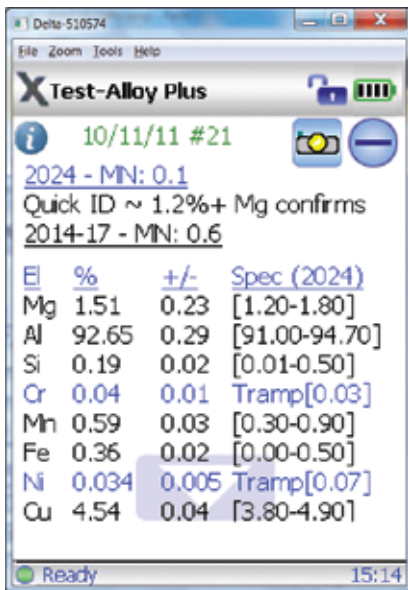 Delta-510574
File Zoom Tools Help
XTest-Alloy Plus
10/11/11 #21
2024 - MN: 0.1
Quick ID ~ 1.2%+ Mg confirms
2014-17 - MN: 0.6
El % +/- Spec (2024)
Mg 1.51 0.23 [1.20-1.80]
Al 92.65 0.29 [91.00-94.70]
Si 0.19 0.02 [0.01-0.50]
Cr 0.04 0.01 Tramp[0.03]
Mn 0.59 0.03 [0.30-0.90]
Fe 0.36 0.02 [0.00-0.50]
Ni 0.034 0.005 Tramp[0.07]
Cu 4.54 0.04 [3.80-4.90]
Ready 15:14